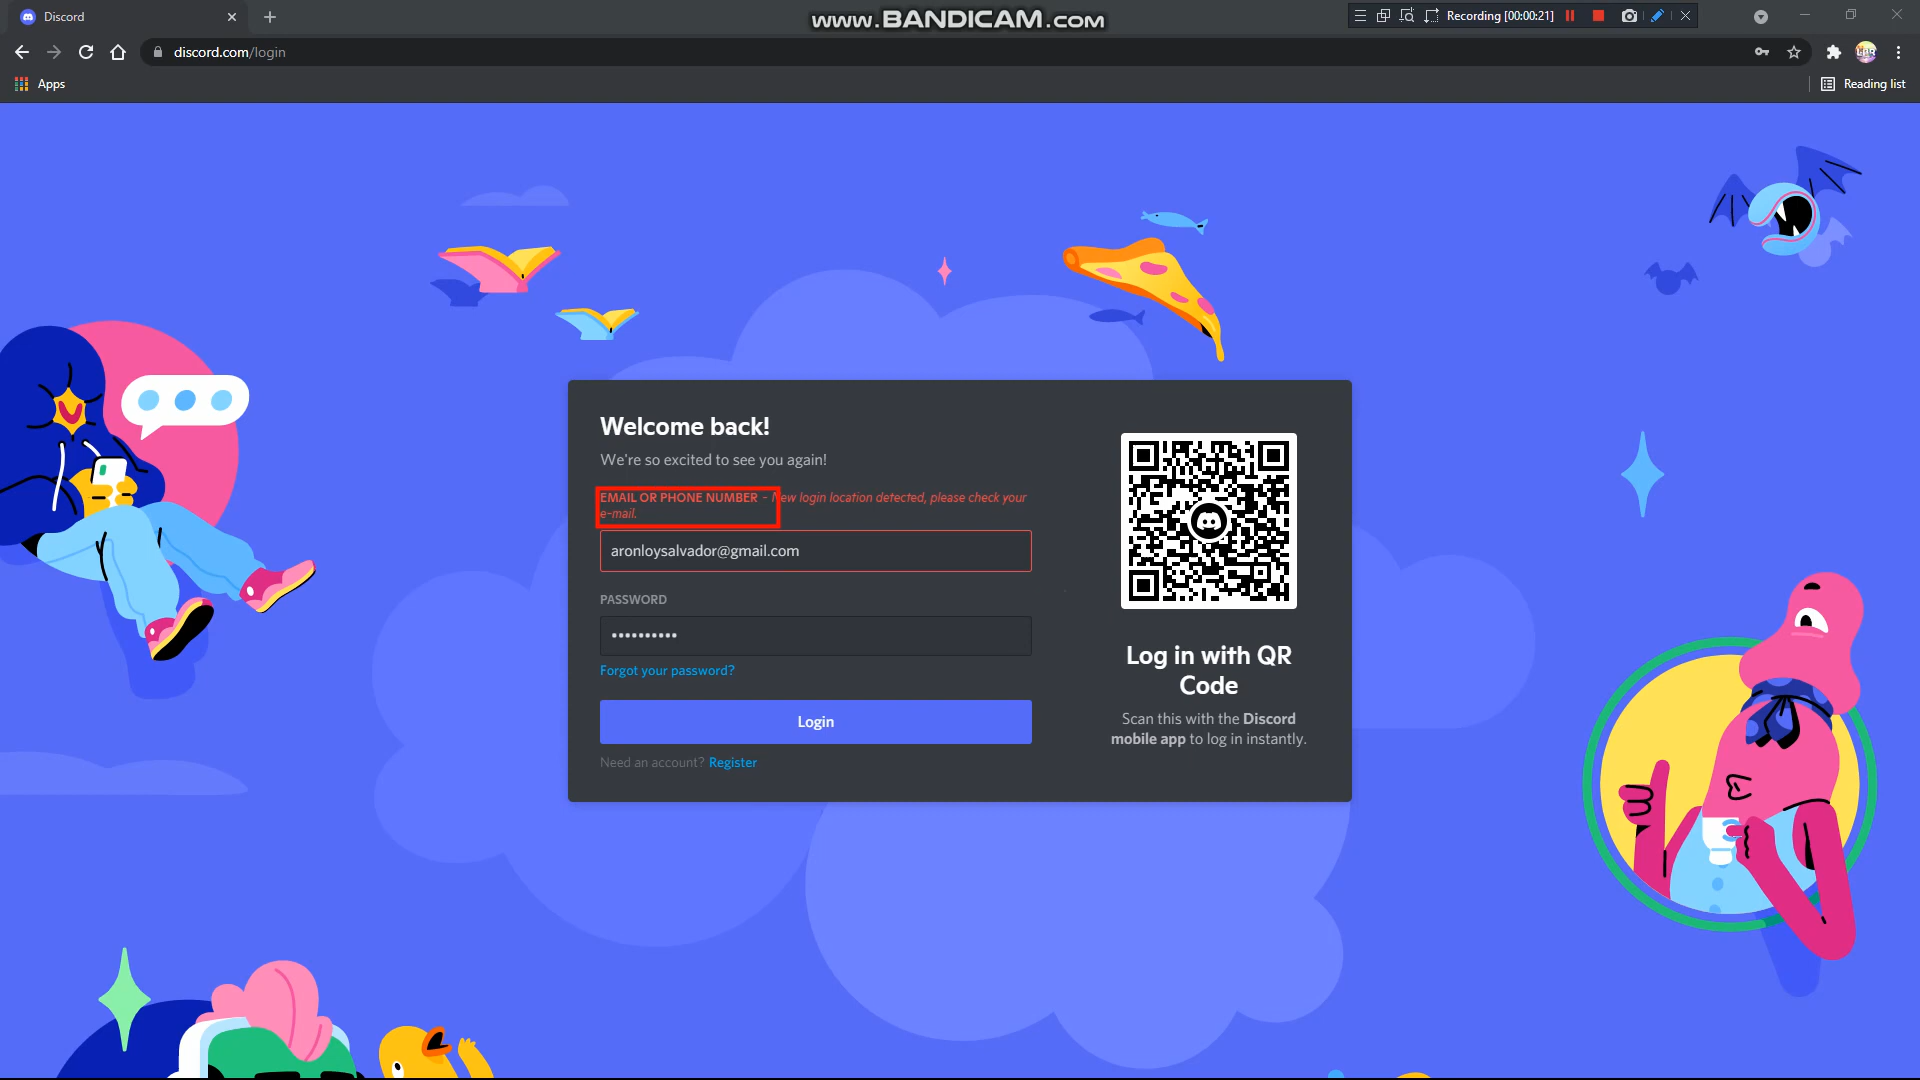 Discord
www.BANDICAM.com
Recording [00:00:21]
discord.com/login
Apps
Reading list
Welcome back!
We're so excited to see you again!
EMAIL OR PHONE NUMBER - New login location detected, please check your
e-mail.
aronloysalvador@gmail.com
PASSWORD
••••••••••
Forgot your password?
Login
Need an account? Register
Log in with QR
Code
Scan this with the Discord
mobile app to log in instantly.